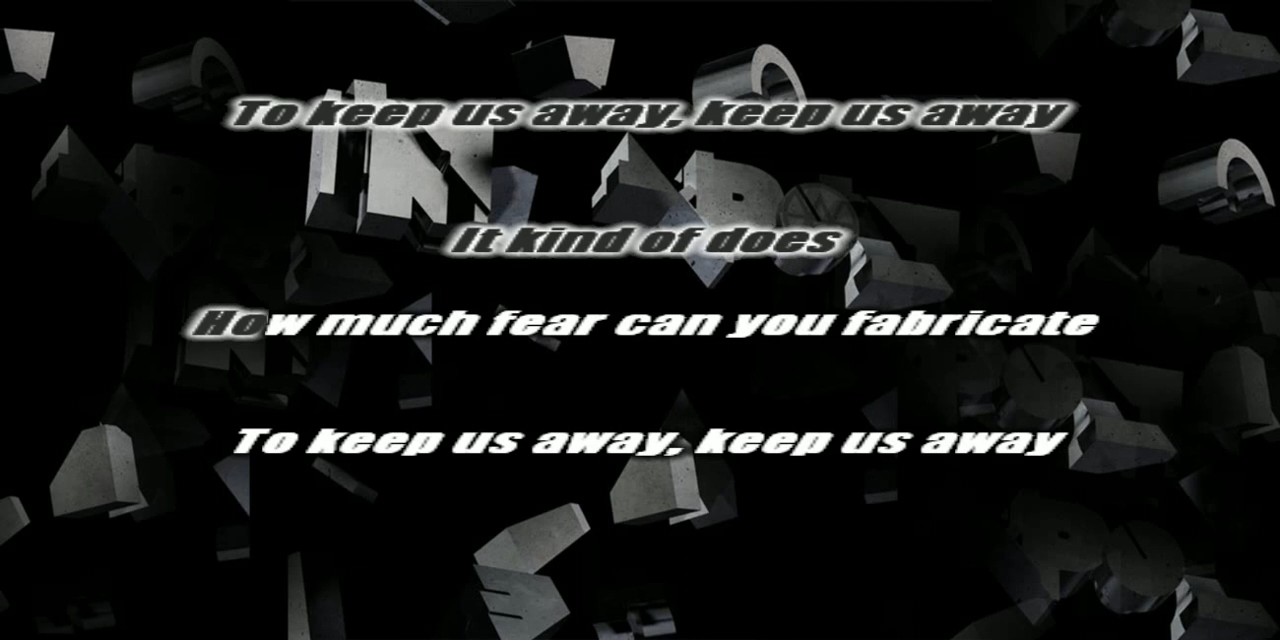 To keep us away, keep us away
It kind of does
How much fear can you fabricate
To keep us away, keep us away